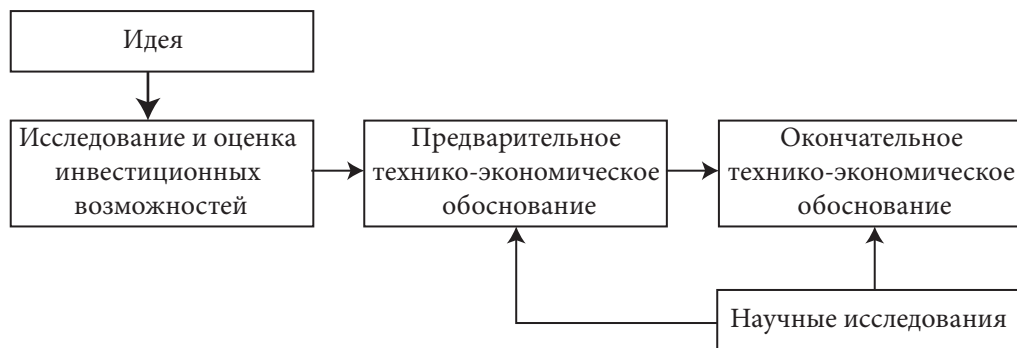 Идея
Исследование и оценка
инвестиционных
возможностей
Предварительное
технико-экономическое
обоснование
Окончательное
технико-экономическое
обоснование
Научные исследования